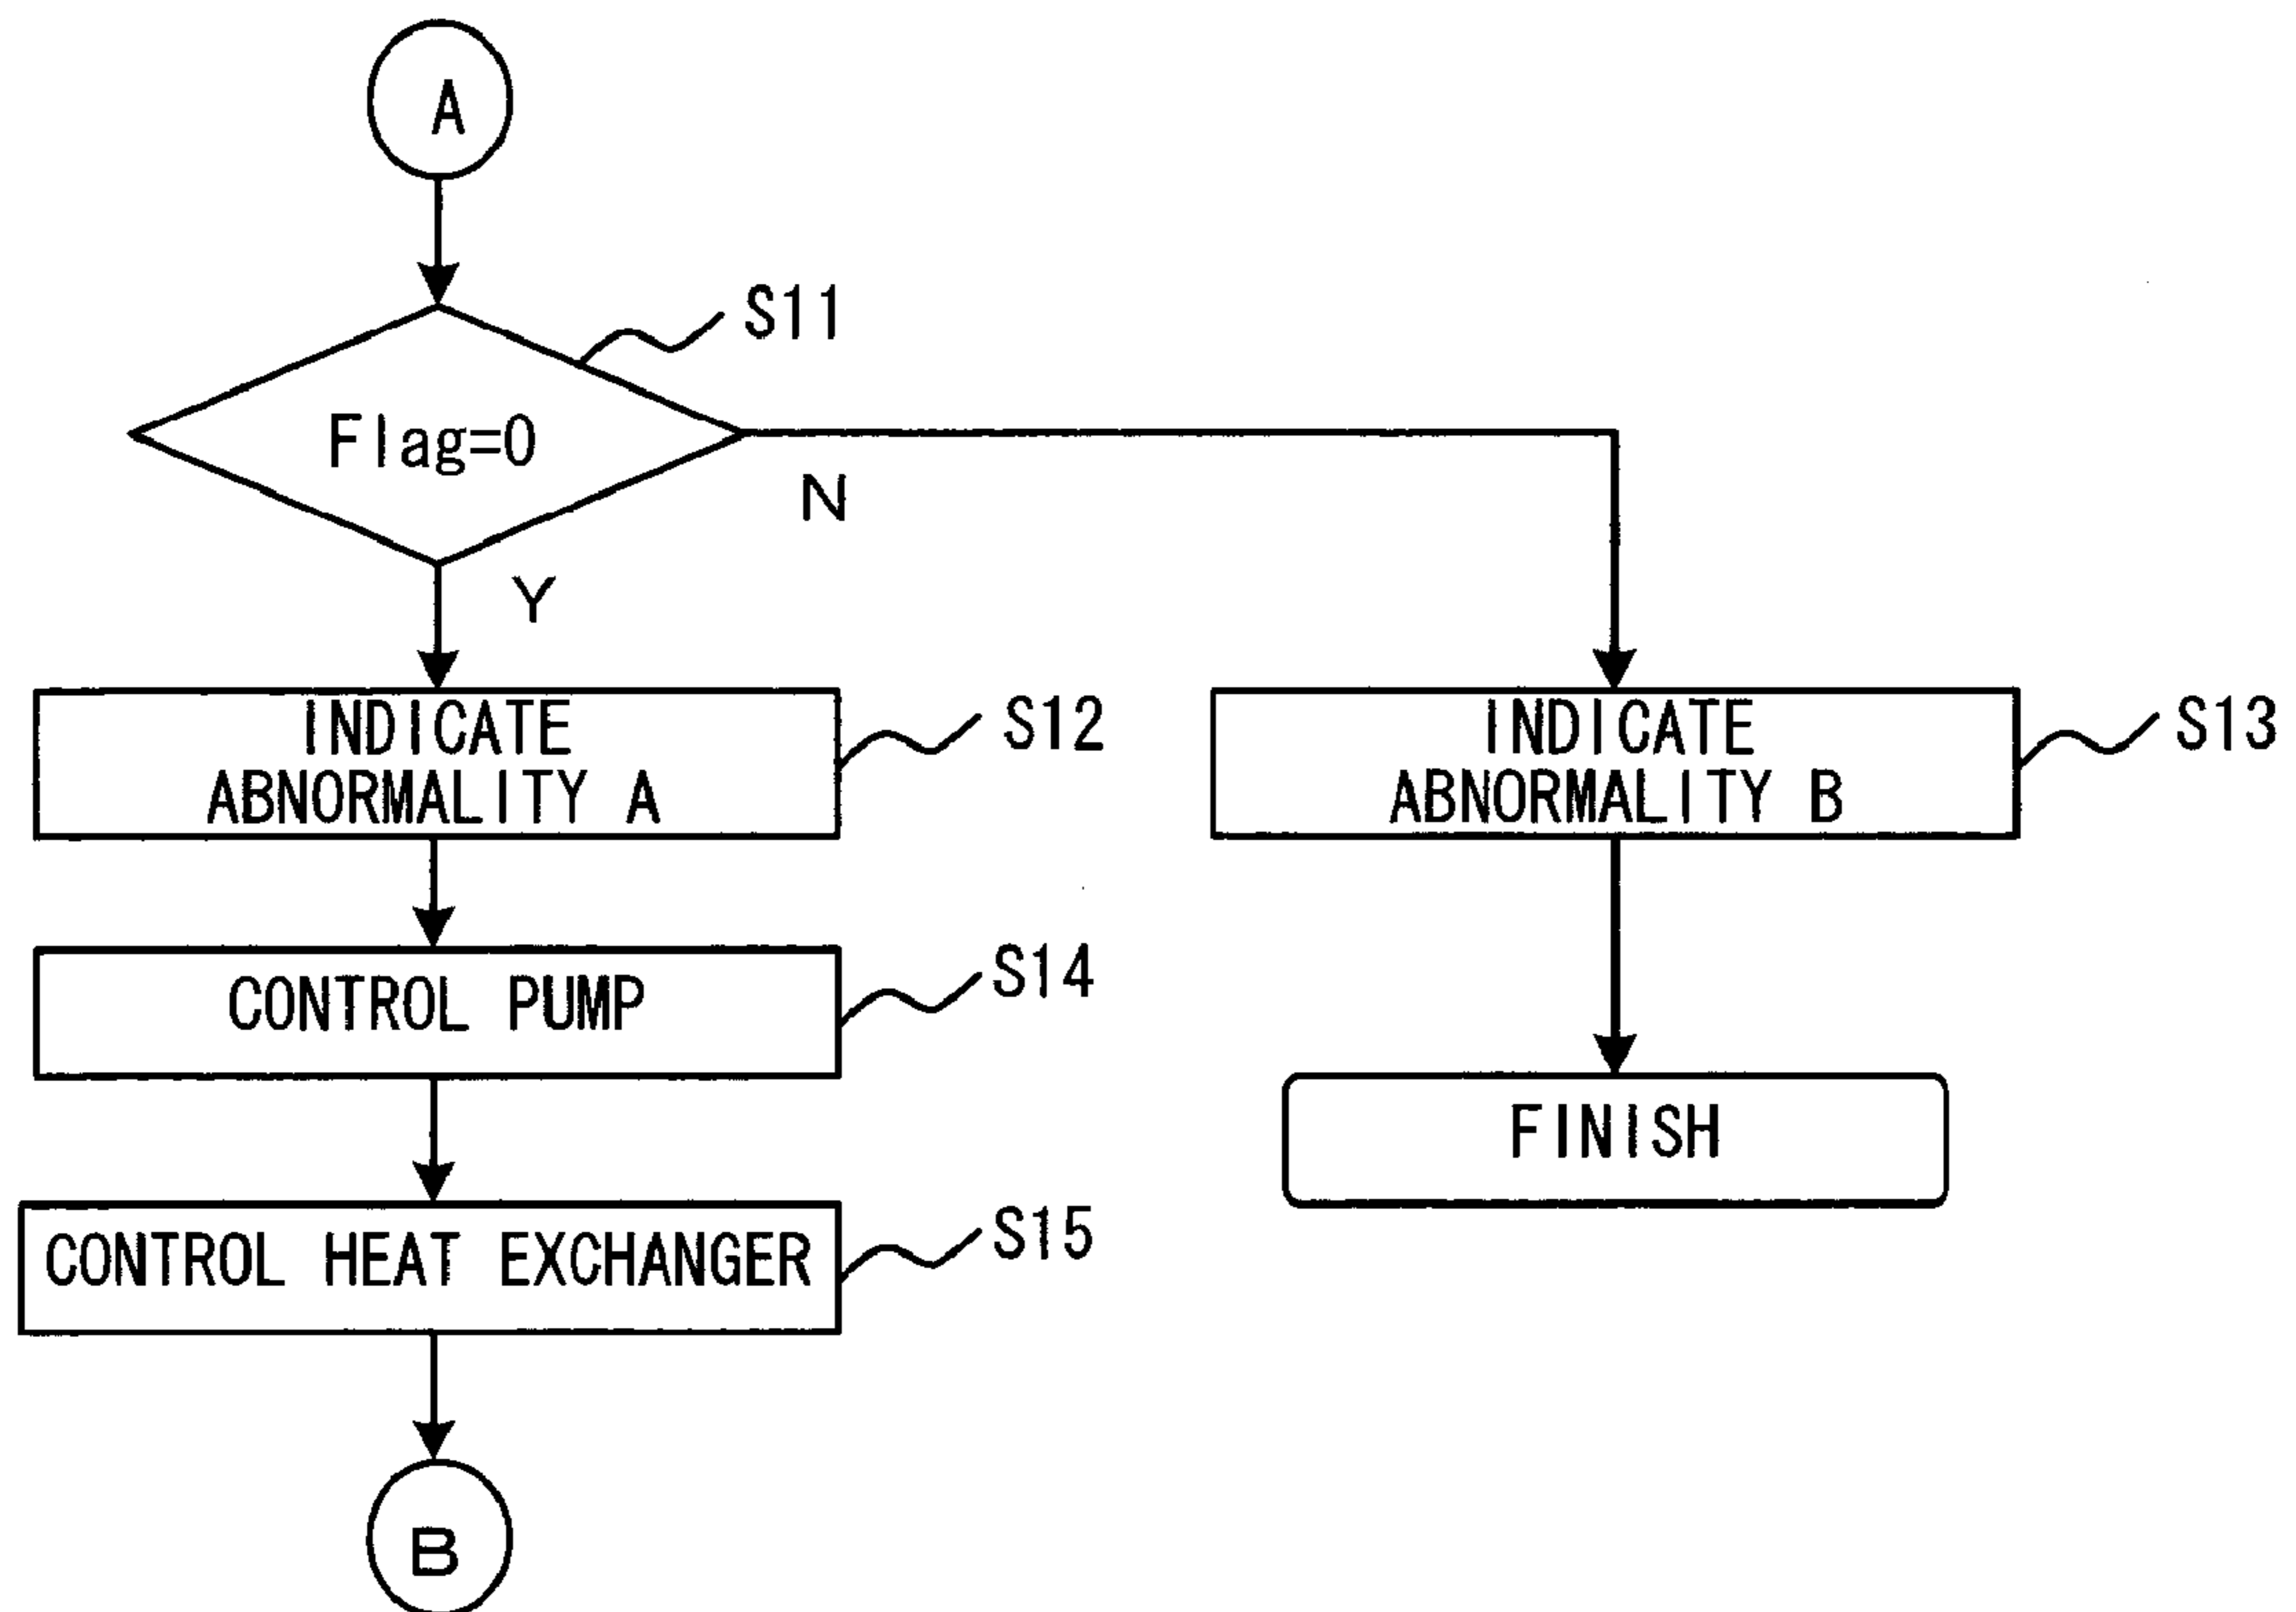 A
S11
Flag=0
N
Y
INDICATE
ABNORMALITY A
S12
INDICATE
ABNORMALITY B
S13
CONTROL PUMP
S14
FINISH
CONTROL HEAT EXCHANGER
S15
B